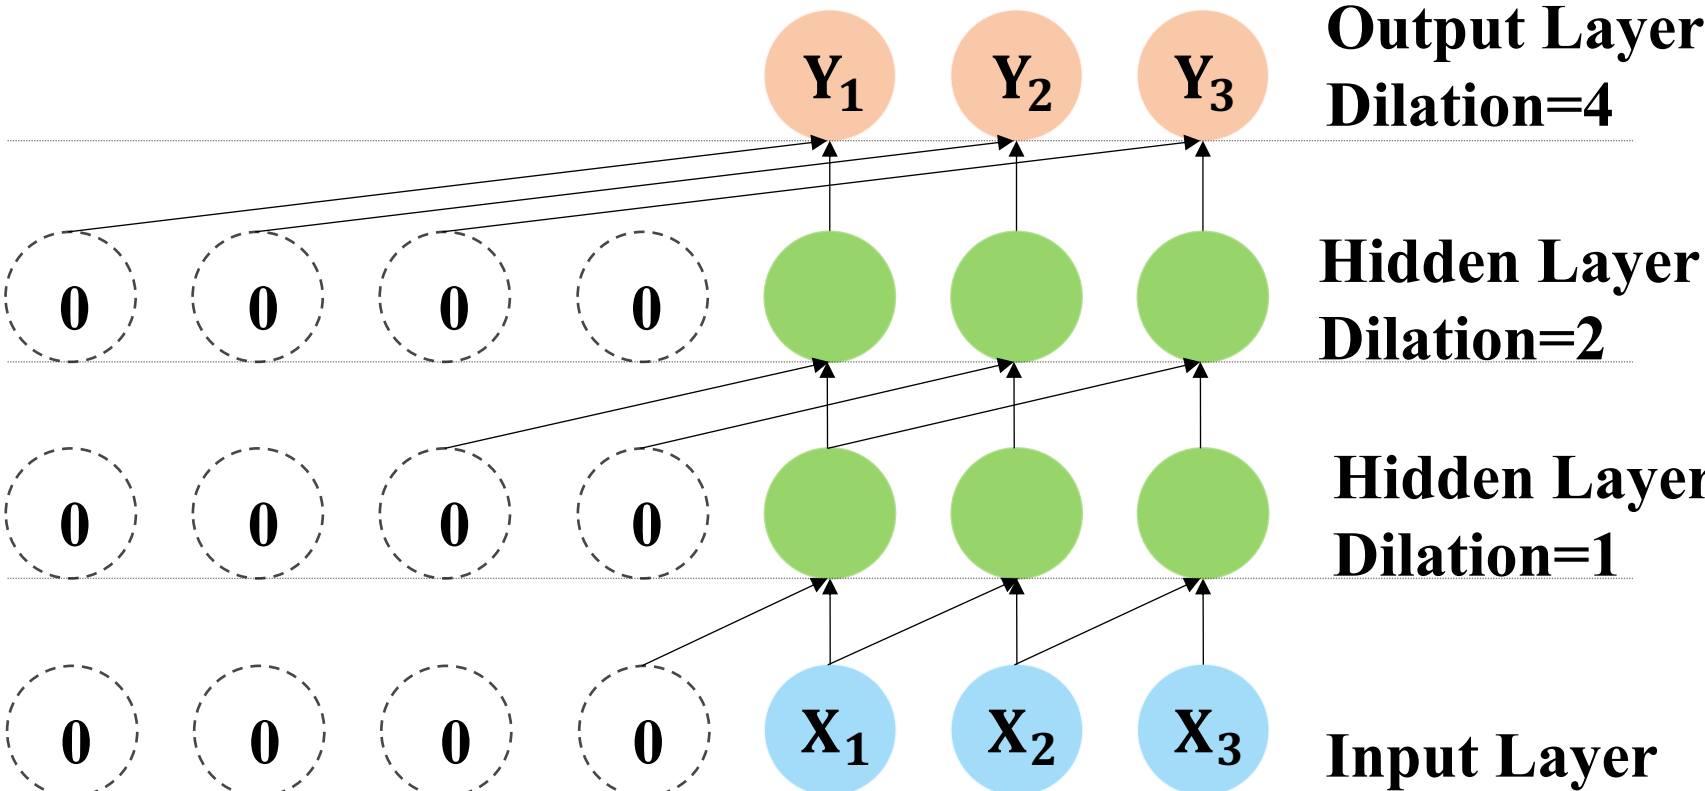 Y1 Y2 Y3 Output Layer
Dilation=4
0 0 0 0 Hidden Layer
Dilation=2
0 0 0 0 Hidden Layer
Dilation=1
0 0 0 0 X1 X2 X3 Input Layer